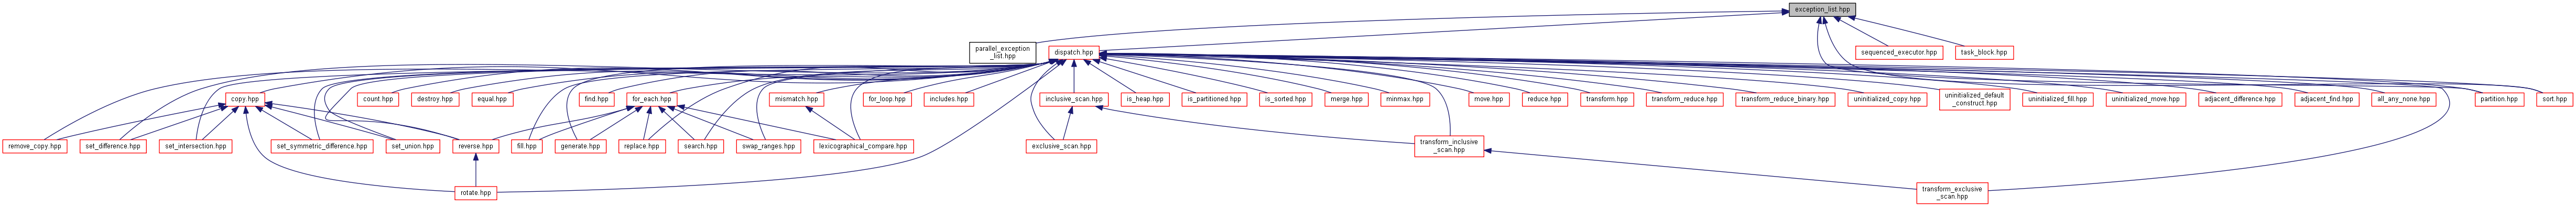 exception_list.hpp
parallel_exception
_list.hpp
dispatch.hpp
sequenced_executor.hpp
task_block.hpp
copy.hpp
count.hpp
destroy.hpp
equal.hpp
find.hpp
for_each.hpp
mismatch.hpp
for_loop.hpp
includes.hpp
inclusive_scan.hpp
is_heap.hpp
is_partitioned.hpp
is_sorted.hpp
merge.hpp
minmax.hpp
move.hpp
reduce.hpp
transform.hpp
transform_reduce.hpp
transform_reduce_binary.hpp
uninitialized_copy.hpp
uninitialized_default
_construct.hpp
uninitialized_fill.hpp
uninitialized_move.hpp
adjacent_difference.hpp
adjacent_find.hpp
all_any_none.hpp
partition.hpp
sort.hpp
remove_copy.hpp
set_difference.hpp
set_intersection.hpp
set_symmetric_difference.hpp
set_union.hpp
reverse.hpp
fill.hpp
generate.hpp
replace.hpp
search.hpp
swap_ranges.hpp
lexicographical_compare.hpp
exclusive_scan.hpp
transform_inclusive
_scan.hpp
rotate.hpp
transform_exclusive
_scan.hpp